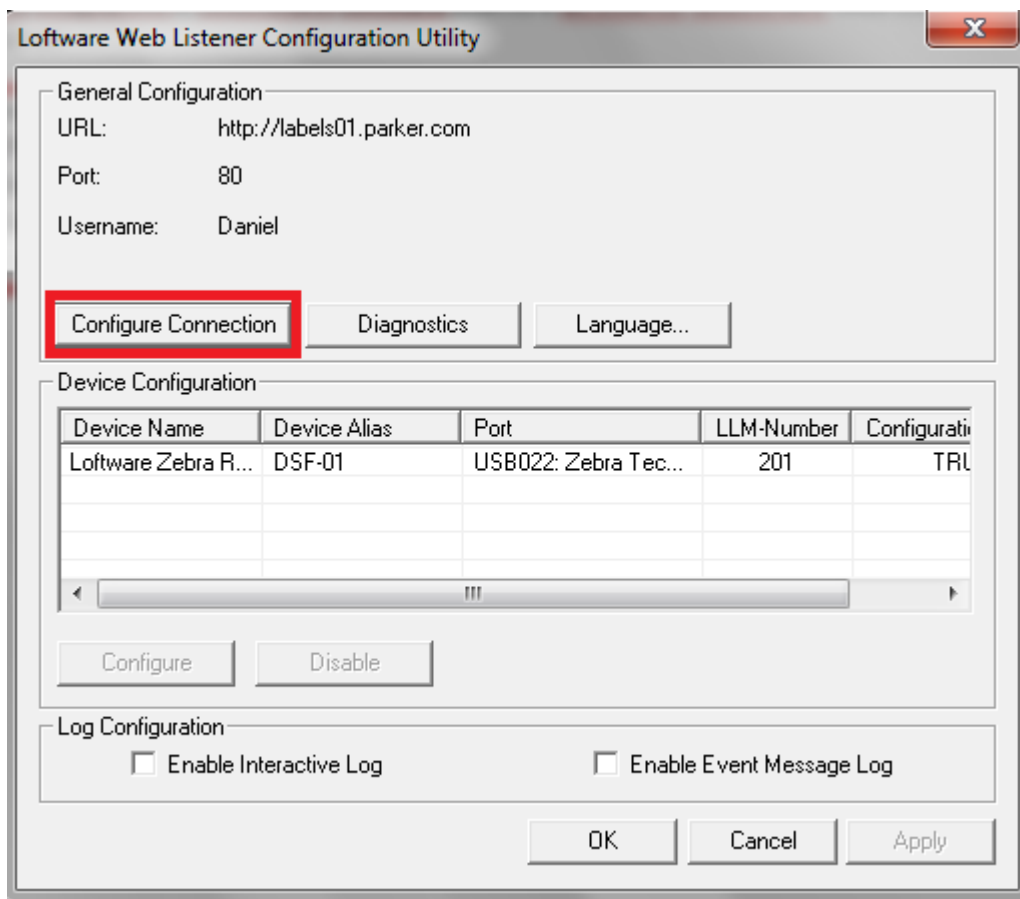 Loftware Web Listener Configuration Utility
General Configuration
URL: http://labels01.parker.com
Port: 80
Username: Daniel
Configure Connection Diagnostics Language...
Device Configuration
Device Name Device Alias Port LLM-Number Configurati
Loftware Zebra R... DSF-01 USB022: Zebra Tec... 201 TRU
Configure Disable
Log Configuration
Enable Interactive Log Enable Event Message Log
OK Cancel Apply